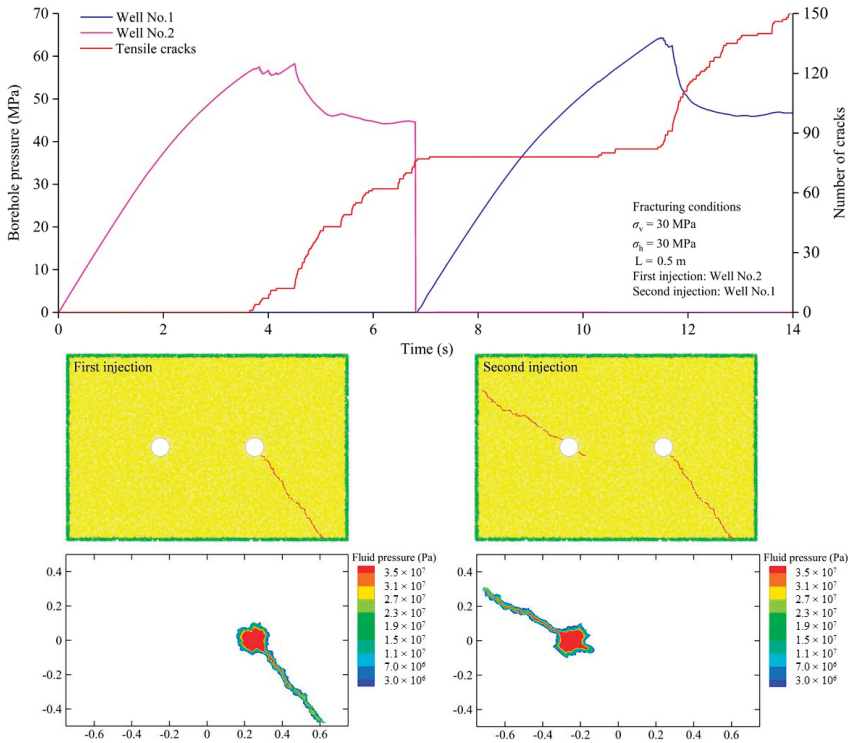 Well No.1
Well No.2
Tensile cracks
Borehole pressure (MPa)
70
60
50
40
30
20
10
0
Number of cracks
150
120
90
60
30
0
Fracturing conditions
σv = 30 MPa
σh = 30 MPa
L = 0.5 m
First injection: Well No.2
Second injection: Well No.1
0 2 4 6 8 10 12 14
Time (s)
First injection
Second injection
Fluid pressure (Pa)
3.5 × 10⁷
3.1 × 10⁷
2.7 × 10⁷
2.3 × 10⁷
1.9 × 10⁷
1.5 × 10⁷
1.1 × 10⁷
7.0 × 10⁶
3.0 × 10⁶
0.4
0.2
0
-0.2
-0.4
-0.6 -0.4 -0.2 0 0.2 0.4 0.6
Fluid pressure (Pa)
3.5 × 10⁷
3.1 × 10⁷
2.7 × 10⁷
2.3 × 10⁷
1.9 × 10⁷
1.5 × 10⁷
1.1 × 10⁷
7.0 × 10⁶
3.0 × 10⁶
0.4
0.2
0
-0.2
-0.4
-0.6 -0.4 -0.2 0 0.2 0.4 0.6